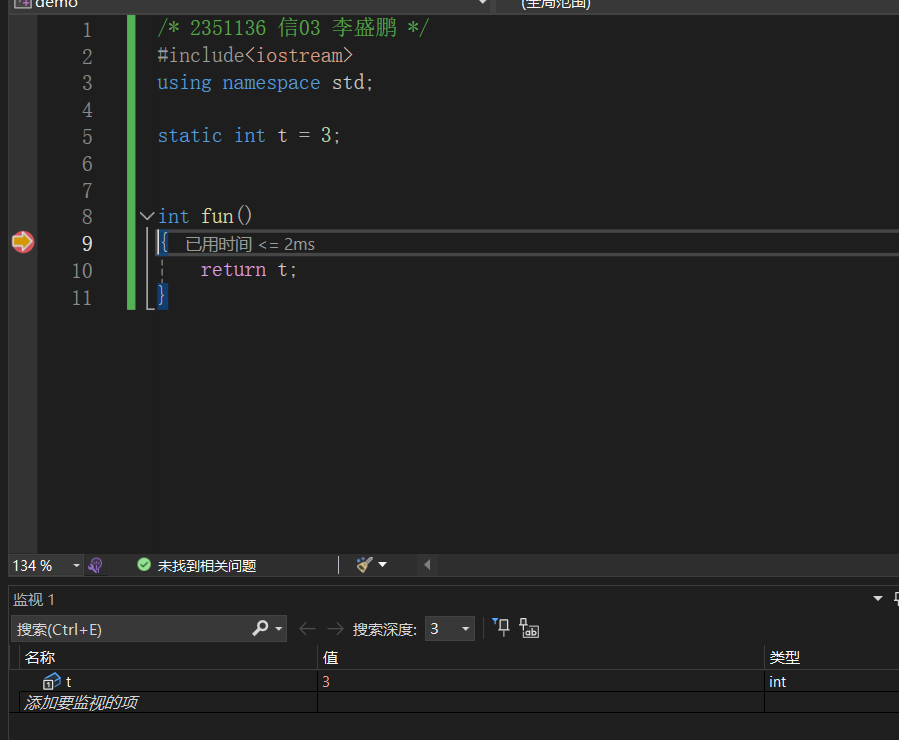 demo (全局范围)
1 /* 2351136 信03 李盛鹏 */
2 #include<iostream>
3 using namespace std;
4
5 static int t = 3;
6
7
8 int fun()
9 { 已用时间 <= 2ms
10 return t;
11 }
134 % 未找到相关问题
监视 1
搜索(Ctrl+E) 搜索深度: 3
名称 值 类型
t 3 int
添加要监视的项